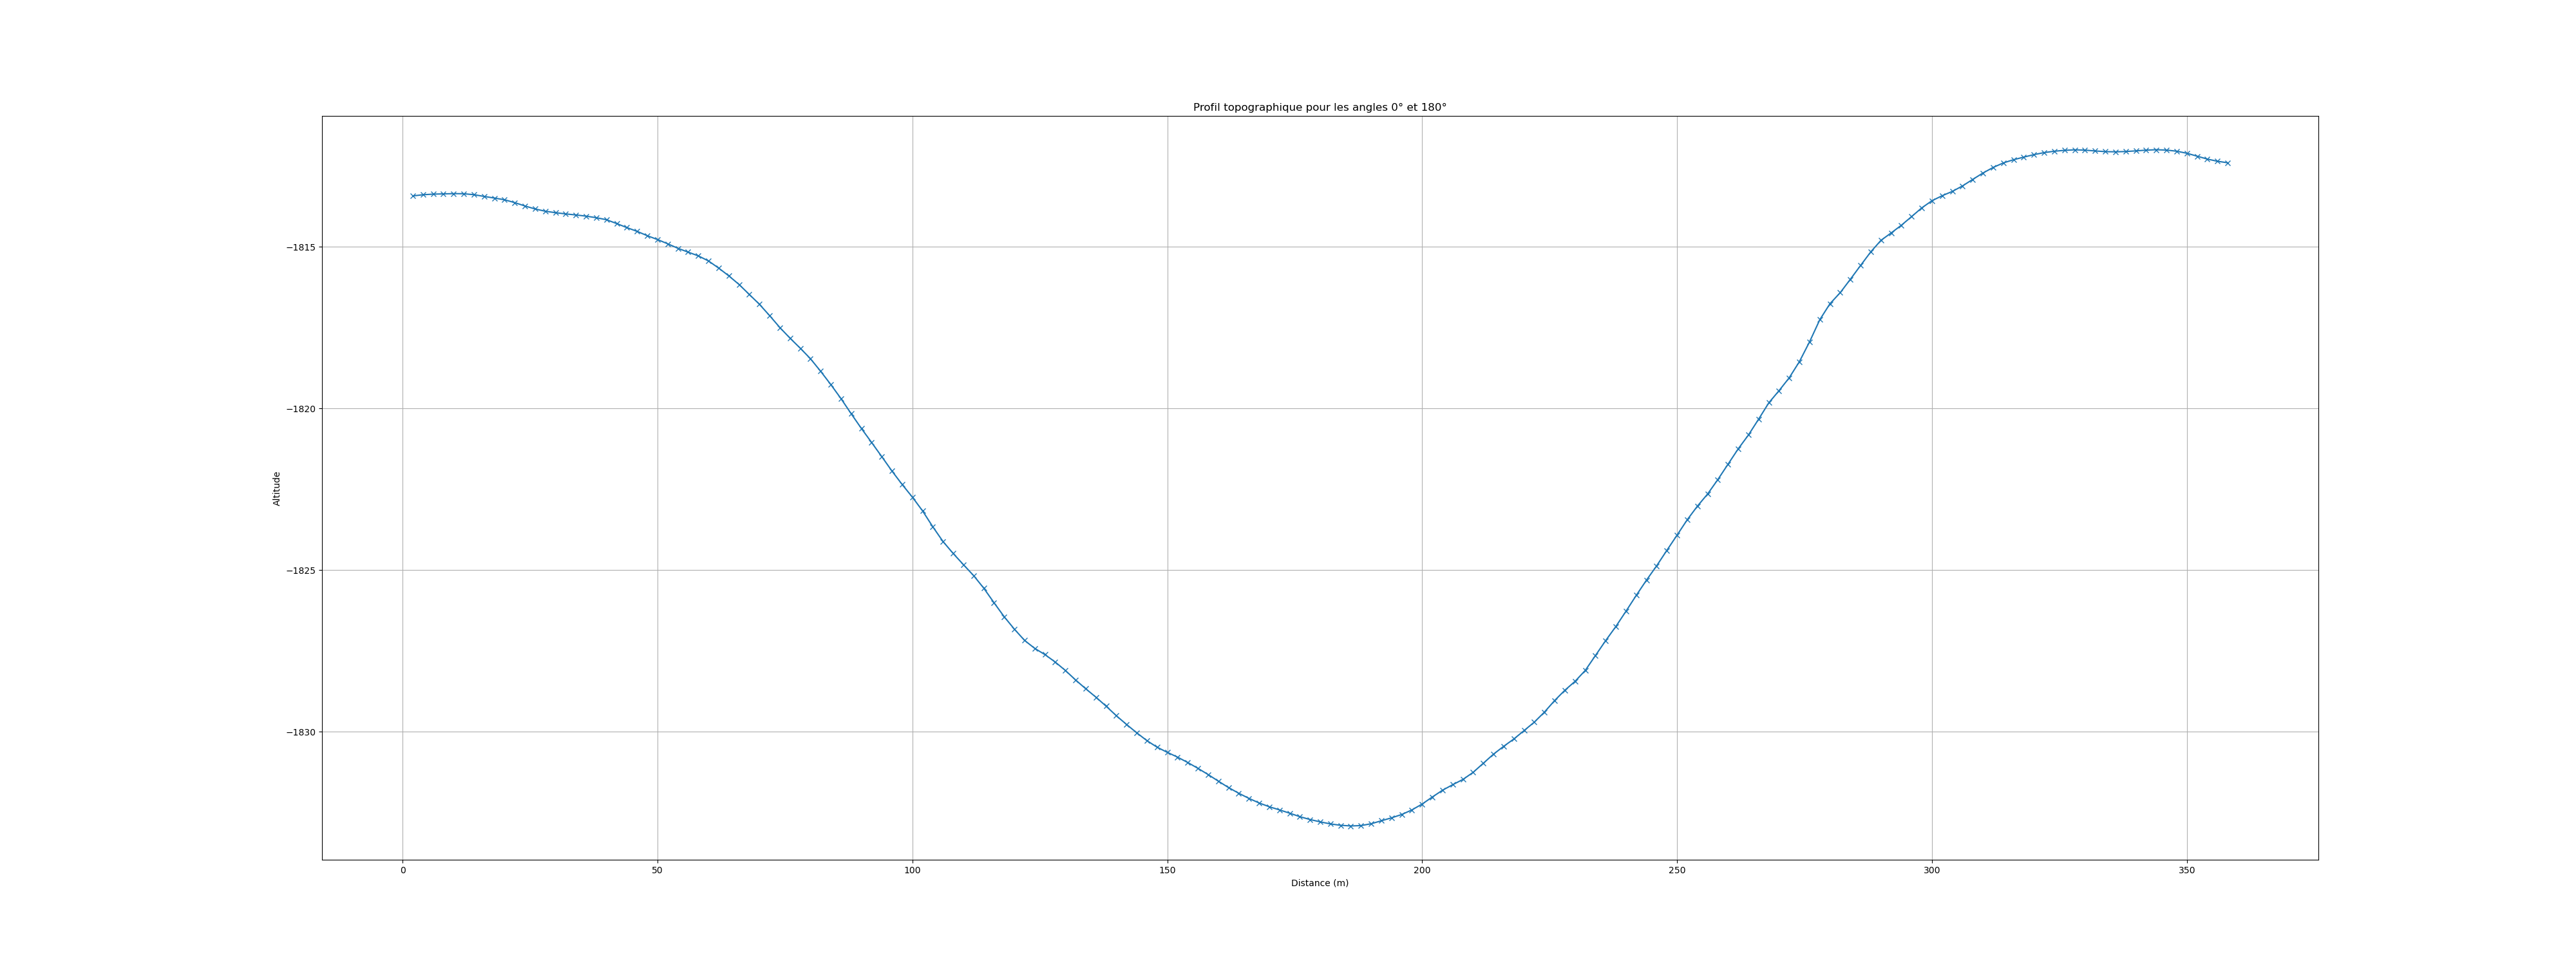 Profil topographique pour les angles 0° et 180°
−1815
−1820
−1825
−1830
Altitude
0 50 100 150 200 250 300 350
Distance (m)